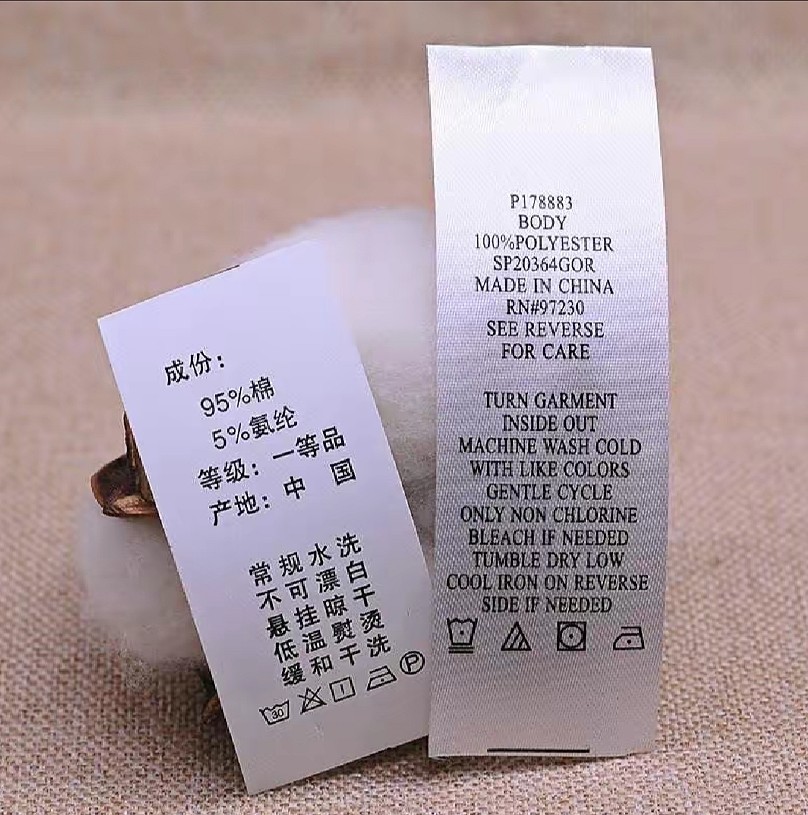 成份：
95%棉
5%氨纶
等级：一等品
产地：中 国
常规水洗
不可漂白
悬挂晾干
低温熨烫
缓和干洗
30
P
P178883
BODY
100%POLYESTER
SP20364GOR
MADE IN CHINA
RN#97230
SEE REVERSE
FOR CARE
TURN GARMENT
INSIDE OUT
MACHINE WASH COLD
WITH LIKE COLORS
GENTLE CYCLE
ONLY NON CHLORINE
BLEACH IF NEEDED
TUMBLE DRY LOW
COOL IRON ON REVERSE
SIDE IF NEEDED